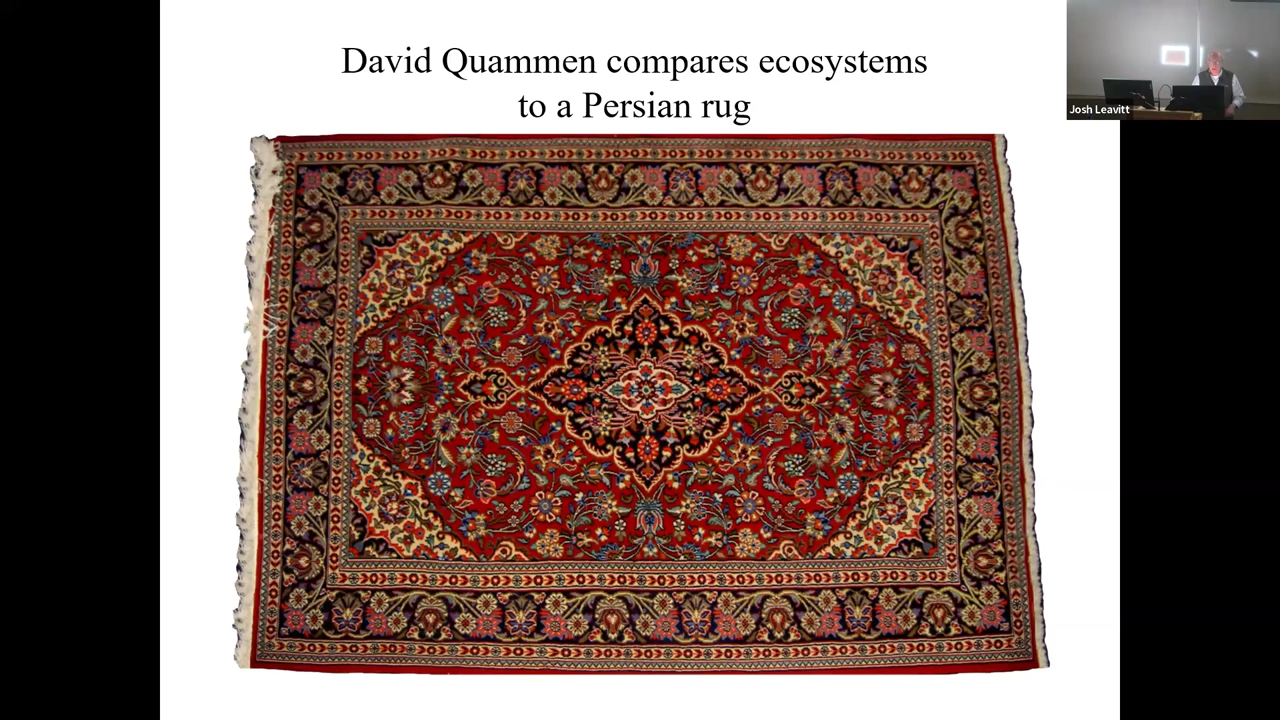 David Quammen compares ecosystems
to a Persian rug
Josh Leavitt